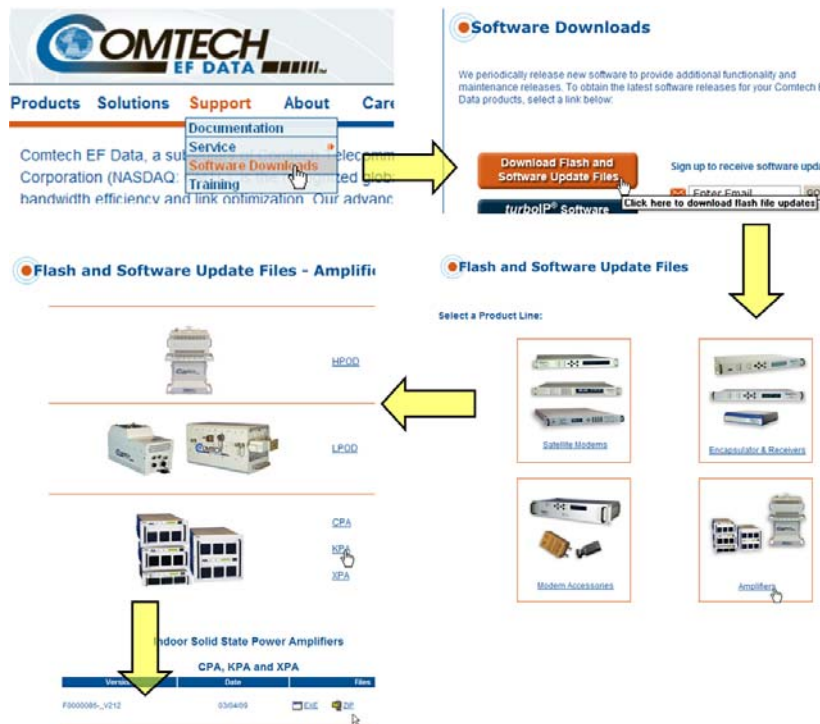 COMTECH
EF DATA
Products Solutions Support About Care
Documentation
Service
Software Downloads
Training
Comtech EF Data, a su
Corporation (NASDAQ:
bandwidth efficiency and link optimization. Our advanc
Software Downloads
We periodically release new software to provide additional functionality and
maintenance releases. To obtain the latest software releases for your Comtech
Data products, select a link below:
Download Flash and
Software Update Files
Sign up to receive software upda
Enter Email GO
Click here to download flash file updates
turboIP® Software
Flash and Software Update Files
Select a Product Line:
Satellite Modems
Encapsulator & Receivers
Modem Accessories
Amplifiers
Flash and Software Update Files - Amplifi
HPOD
LPOD
CPA
KPA
XPA
Indoor Solid State Power Amplifiers
CPA, KPA and XPA
Version Date Files
F0000085-_V212 03/04/09 EXE ZIP